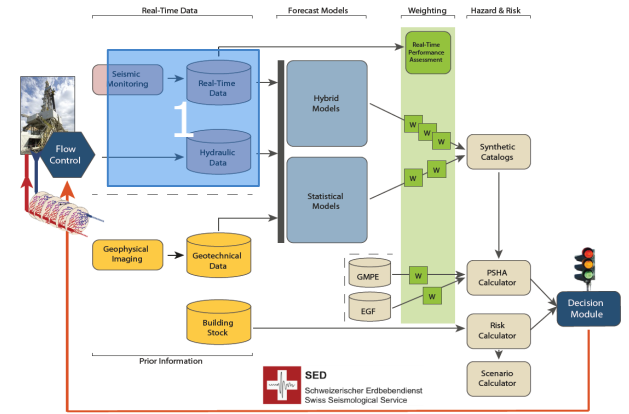 Real-Time Data
Forecast Models
Weighting
Hazard & Risk
Real-Time
Performance
Assessment
Seismic
Monitoring
Real-Time
Data
1
Hybrid
Models
W
W
W
Synthetic
Catalogs
Flow
Control
Hydraulic
Data
W
W
Statistical
Models
Geophysical
Imaging
Geotechnical
Data
GMPE
W
PSHA
Calculator
W
EGF
Decision
Module
Building
Stock
Risk
Calculator
Prior Information
Scenario
Calculator
SED
Schweizerischer Erdbebendienst
Swiss Seismological Service